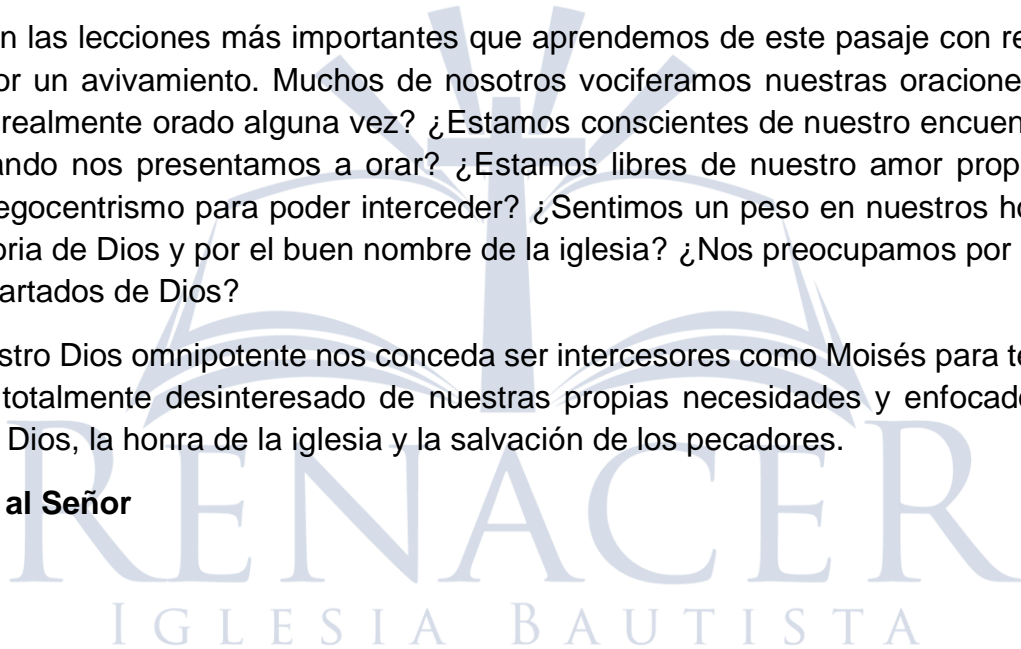 n las lecciones más importantes que aprendemos de este pasaje con re
or un avivamiento. Muchos de nosotros vociferamos nuestras oracione
realmente orado alguna vez? ¿Estamos conscientes de nuestro encuen
ando nos presentamos a orar? ¿Estamos libres de nuestro amor prop
egocentrismo para poder interceder? ¿Sentimos un peso en nuestros ho
oria de Dios y por el buen nombre de la iglesia? ¿Nos preocupamos por
artados de Dios?
stro Dios omnipotente nos conceda ser intercesores como Moisés para te
totalmente desinteresado de nuestras propias necesidades y enfocado
Dios, la honra de la iglesia y la salvación de los pecadores.
al Señor
RENACER
IGLESIA BAUTISTA